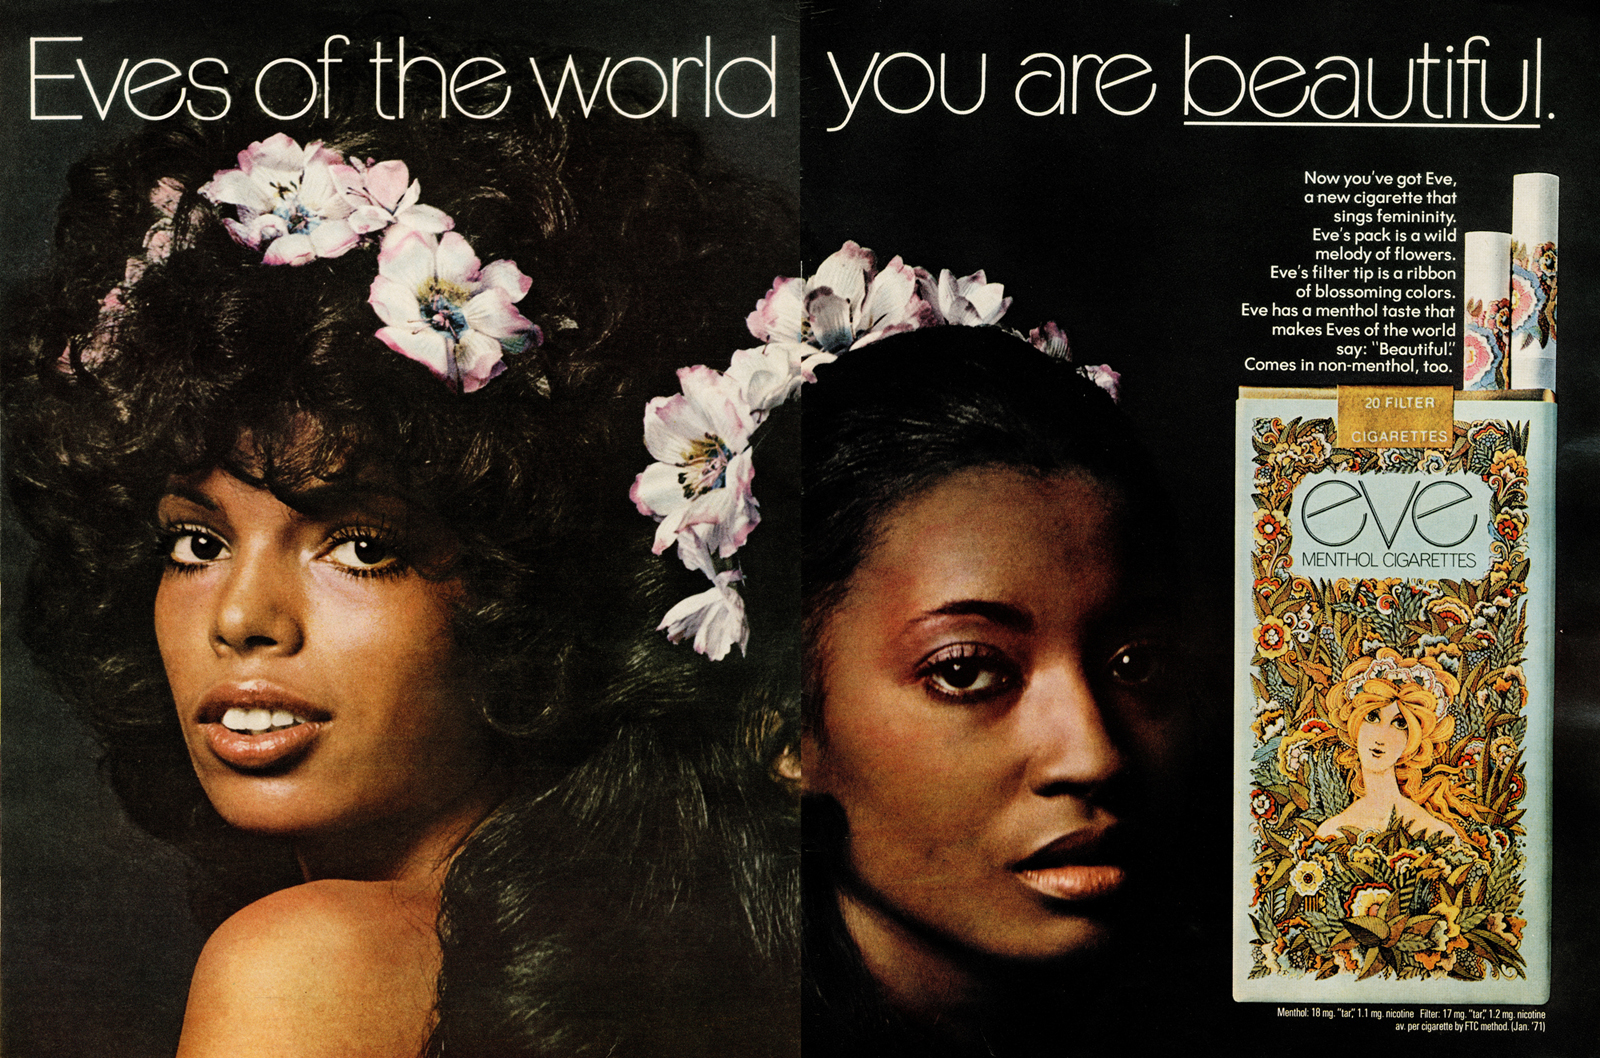 Eves of the world you are beautiful.
Now you've got Eve,
a new cigarette that
sings femininity.
Eve's pack is a wild
melody of flowers.
Eve's filter tip is a ribbon
of blossoming colors.
Eve has a menthol taste that
makes Eves of the world
say: "Beautiful."
Comes in non-menthol, too.
20 FILTER
CIGARETTES
eve
MENTHOL CIGARETTES
Menthol: 18 mg. "tar," 1.1 mg. nicotine Filter: 17 mg. "tar," 1.2 mg. nicotine
av. per cigarette by FTC method. (Jan. '71)